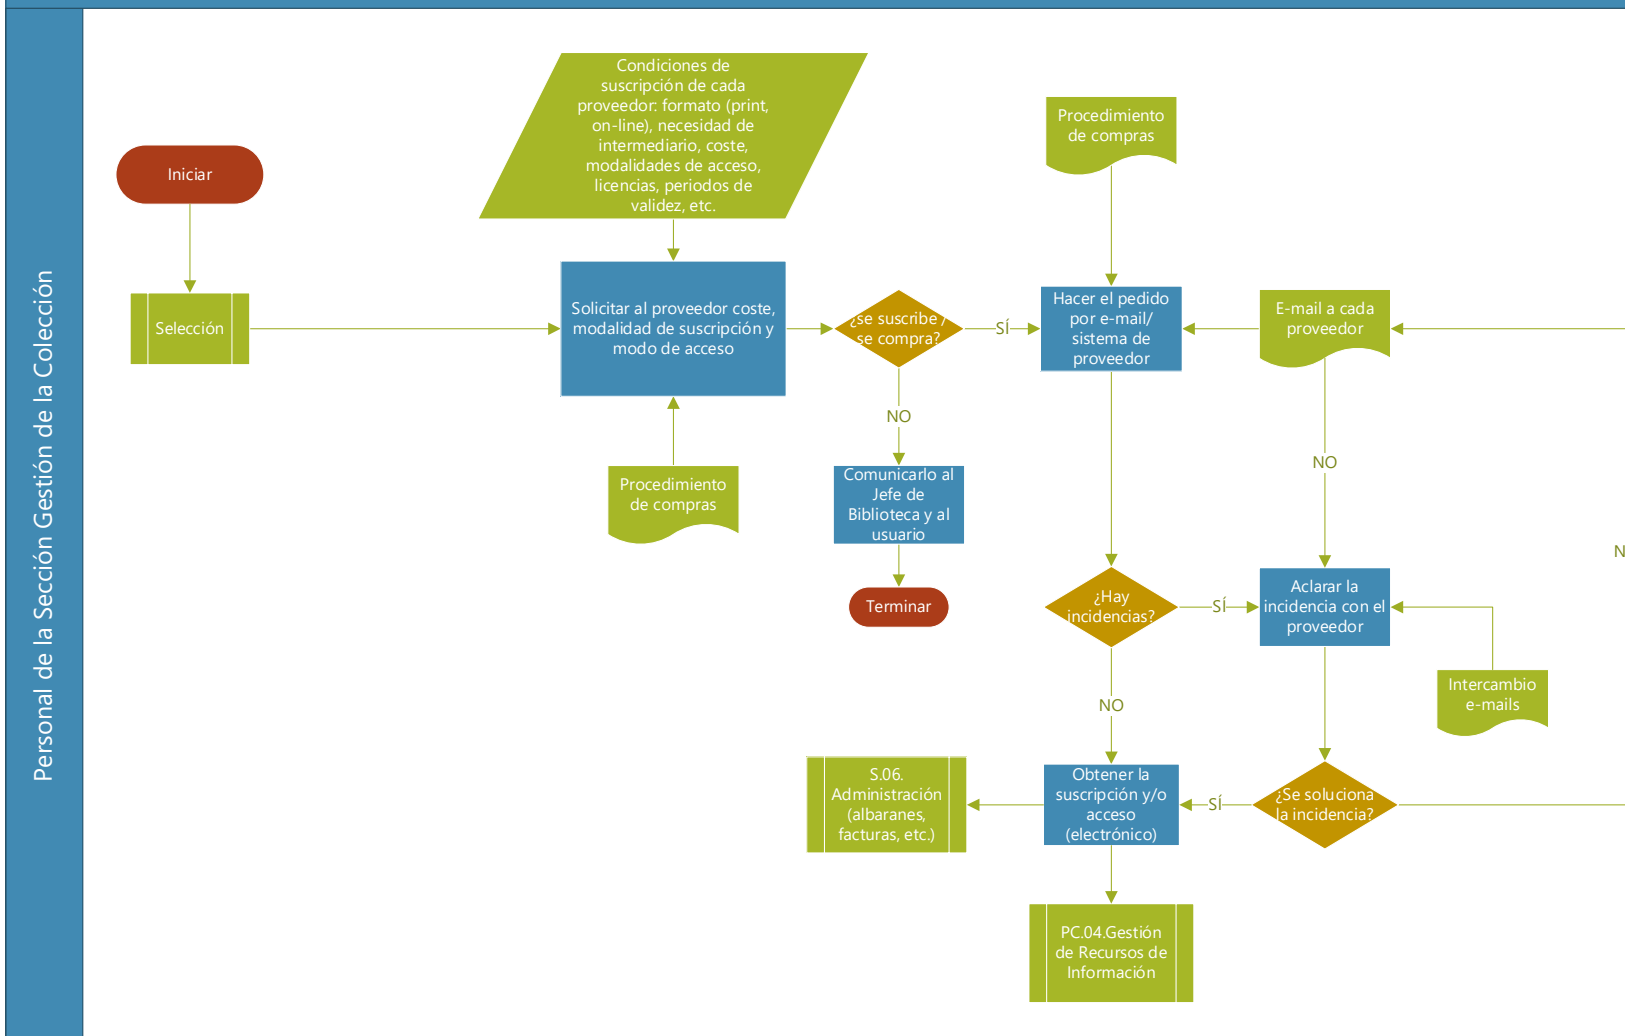 Personal de la Sección Gestión de la Colección
Iniciar
Selección
Condiciones de
suscripción de cada
proveedor: formato (print,
on-line), necesidad de
intermediario, coste,
modalidades de acceso,
licencias, periodos de
validez, etc.
Solicitar al proveedor coste,
modalidad de suscripción y
modo de acceso
Procedimiento
de compras
¿se suscribe /
se compra?
SÍ
NO
Comunicarlo al
Jefe de
Biblioteca y al
usuario
Terminar
Procedimiento
de compras
Hacer el pedido
por e-mail/
sistema de
proveedor
E-mail a cada
proveedor
NO
¿Hay
incidencias?
SÍ
Aclarar la
incidencia con el
proveedor
Intercambio
e-mails
NO
¿Se soluciona
la incidencia?
SÍ
N
Obtener la
suscripción y/o
acceso
(electrónico)
S.06.
Administración
(albaranes,
facturas, etc.)
PC.04.Gestión
de Recursos de
Información